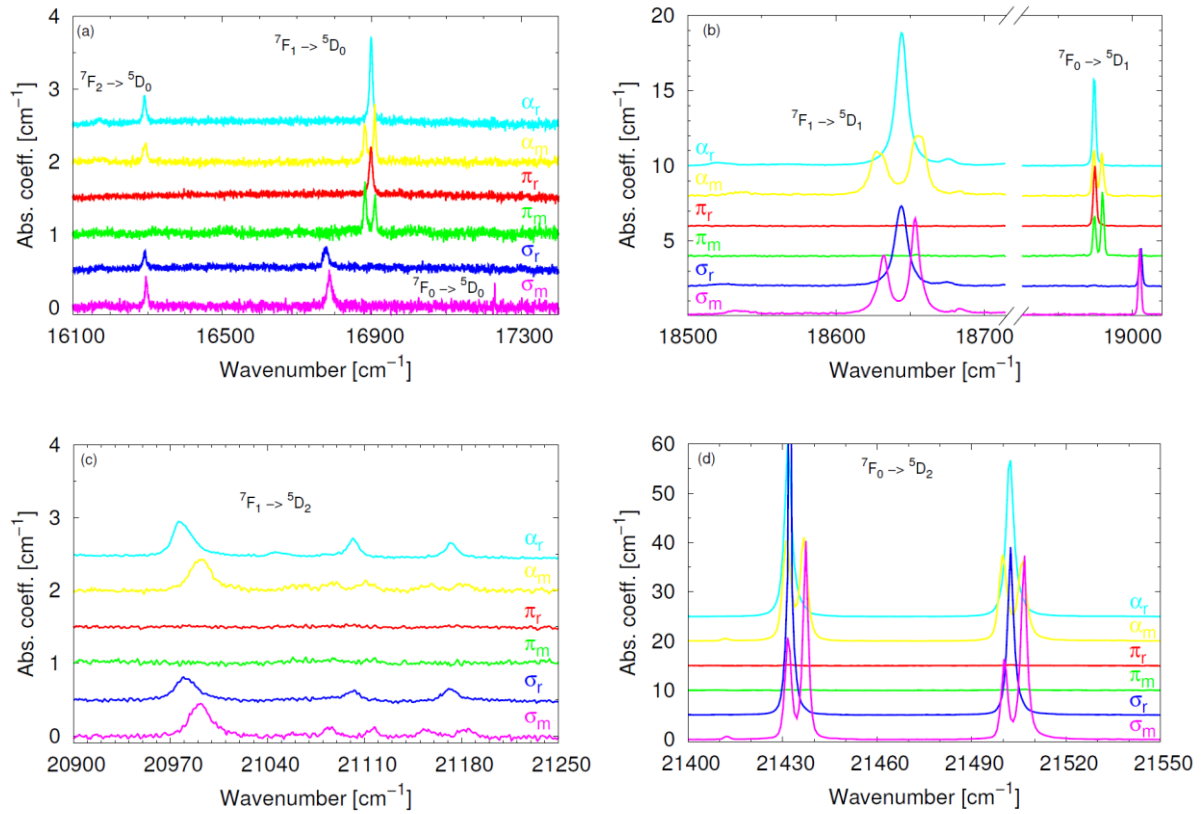 (a)
⁷F₁ –> ⁵D₀
⁷F₂ –> ⁵D₀
αᵣ
αₘ
πᵣ
πₘ
σᵣ
⁷F₀ –> ⁵D₀
σₘ
4
3
2
1
0
Abs. coeff. [cm⁻¹]
16100 16500 16900 17300
Wavenumber [cm⁻¹]
(b)
⁷F₀ –> ⁵D₁
⁷F₁ –> ⁵D₁
αᵣ
αₘ
πᵣ
πₘ
σᵣ
σₘ
20
15
10
5
Abs. coeff. [cm⁻¹]
18500 18600 18700 19000
Wavenumber [cm⁻¹]
(c)
⁷F₁ –> ⁵D₂
αᵣ
αₘ
πᵣ
πₘ
σᵣ
σₘ
4
3
2
1
0
Abs. coeff. [cm⁻¹]
20900 20970 21040 21110 21180 21250
Wavenumber [cm⁻¹]
(d)
⁷F₀ –> ⁵D₂
αᵣ
αₘ
πᵣ
πₘ
σᵣ
σₘ
60
50
40
30
20
10
0
Abs. coeff. [cm⁻¹]
21400 21430 21460 21490 21520 21550
Wavenumber [cm⁻¹]